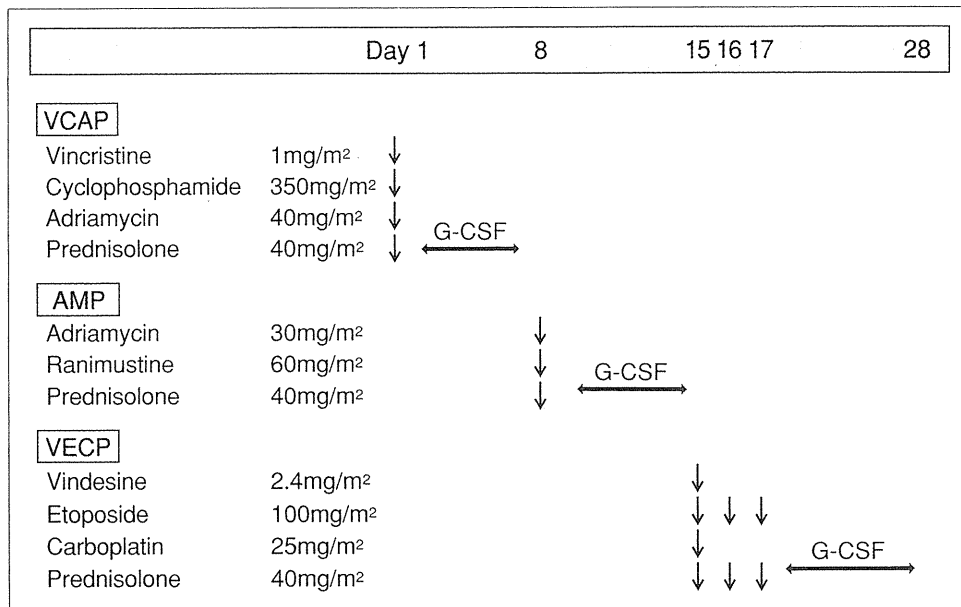 Day 1 8 15 16 17 28
VCAP
Vincristine 1mg/m²
Cyclophosphamide 350mg/m²
Adriamycin 40mg/m²
Prednisolone 40mg/m² G-CSF
AMP
Adriamycin 30mg/m²
Ranimustine 60mg/m²
Prednisolone 40mg/m² G-CSF
VECP
Vindesine 2.4mg/m²
Etoposide 100mg/m²
Carboplatin 25mg/m²
Prednisolone 40mg/m² G-CSF